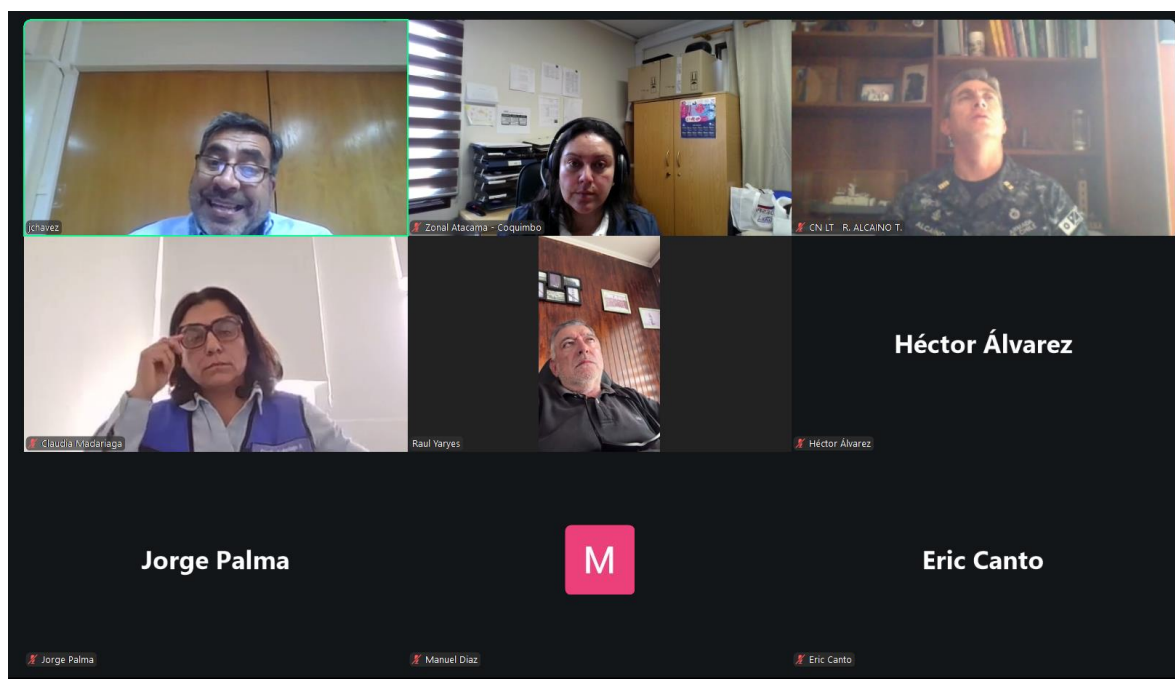 jchavez
Zonal Atacama - Coquimbo
CN LT R. ALCAINO T.
Claudia Madariaga
Raul Yaryes
Héctor Álvarez
Héctor Álvarez
Jorge Palma
Jorge Palma
M
Manuel Diaz
Eric Canto
Eric Canto